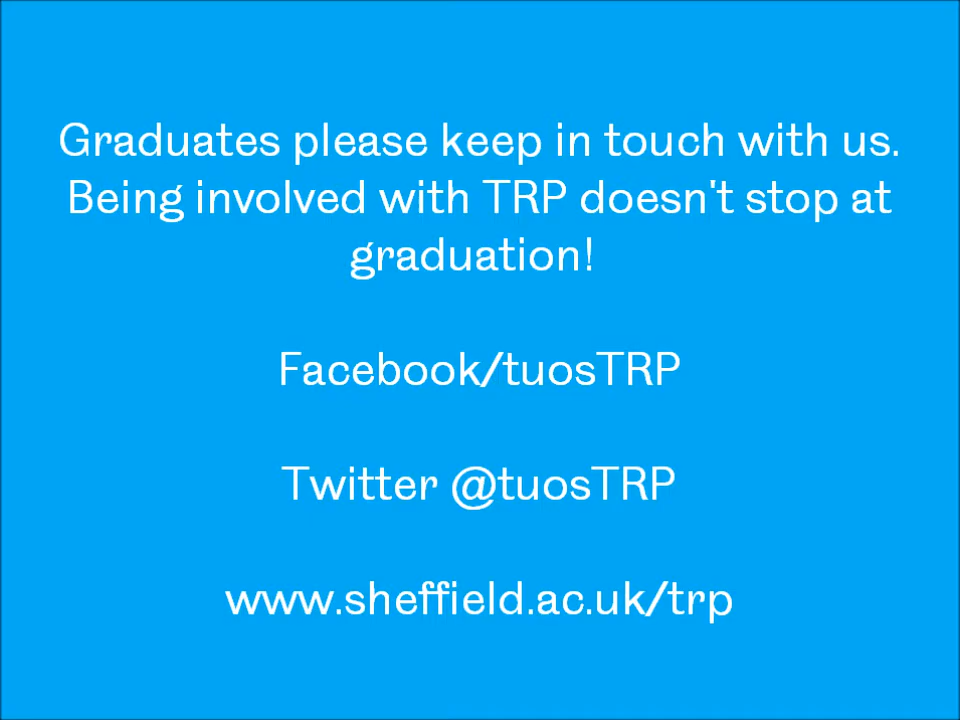 Graduates please keep in touch with us.
Being involved with TRP doesn't stop at
graduation!
Facebook/tuosTRP
Twitter @tuosTRP
www.sheffield.ac.uk/trp